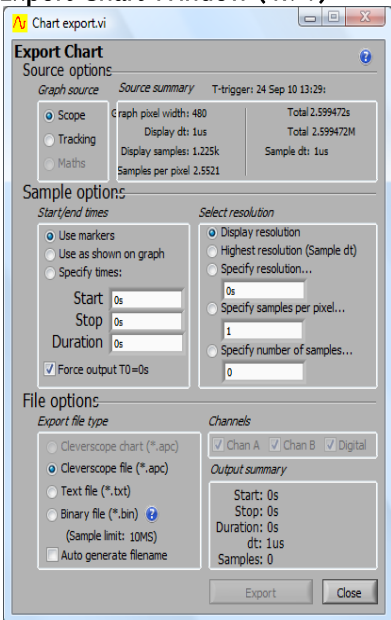 Chart export.vi
Export Chart
Source options
Graph source
Source summary
T-trigger: 24 Sep 10 13:29:
Scope
Tracking
Maths
Graph pixel width: 480
Display dt: 1us
Display samples: 1.225k
Samples per pixel 2.5521
Total 2.599472s
Total 2.599472M
Sample dt: 1us
Sample options
Start/end times
Use markers
Use as shown on graph
Specify times:
Start 0s
Stop 0s
Duration 0s
Force output T0=0s
Select resolution
Display resolution
Highest resolution (Sample dt)
Specify resolution...
0s
Specify samples per pixel...
1
Specify number of samples...
0
File options
Export file type
Cleverscope chart (*.apc)
Cleverscope file (*.apc)
Text file (*.txt)
Binary file (*.bin)
(Sample limit: 10MS)
Auto generate filename
Channels
Chan A Chan B Digital
Output summary
Start: 0s
Stop: 0s
Duration: 0s
dt: 1us
Samples: 0
Export Close